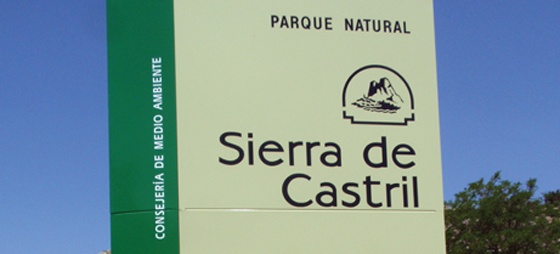 PARQUE NATURAL
Sierra de
Castril
CONSEJERÍA DE MEDIO AMBIENTE